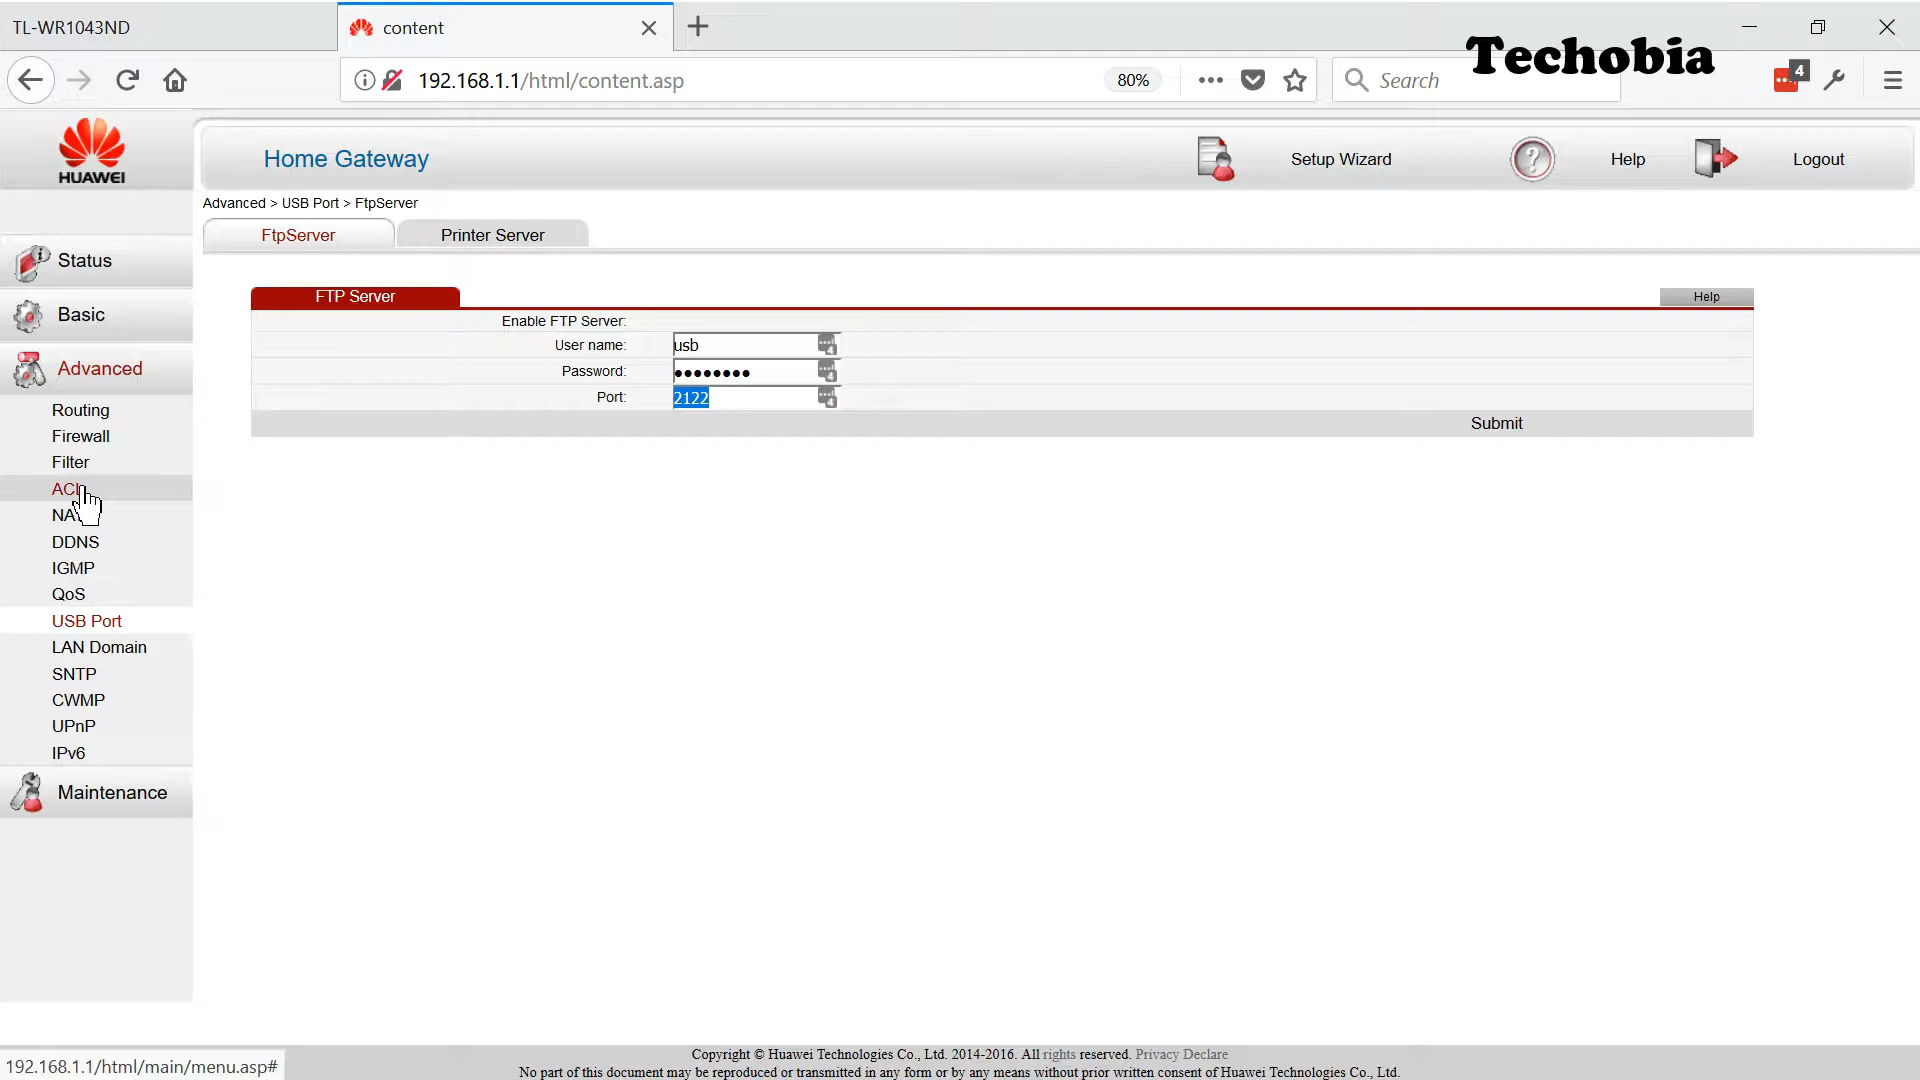 TL-WR1043ND
content
Techobia
192.168.1.1/html/content.asp
80%
Search
4
HUAWEI
Home Gateway
Setup Wizard
Help
Logout
Advanced > USB Port > FtpServer
FtpServer
Printer Server
Status
Basic
Advanced
Routing
Firewall
Filter
ACL
NAT
DDNS
IGMP
QoS
USB Port
LAN Domain
SNTP
CWMP
UPnP
IPv6
Maintenance
FTP Server
Help
Enable FTP Server:
User name: usb
Password: ●●●●●●●●
Port: 2122
Submit
192.168.1.1/html/main/menu.asp#
Copyright © Huawei Technologies Co., Ltd. 2014-2016. All rights reserved. Privacy Declare
No part of this document may be reproduced or transmitted in any form or by any means without prior written consent of Huawei Technologies Co., Ltd.